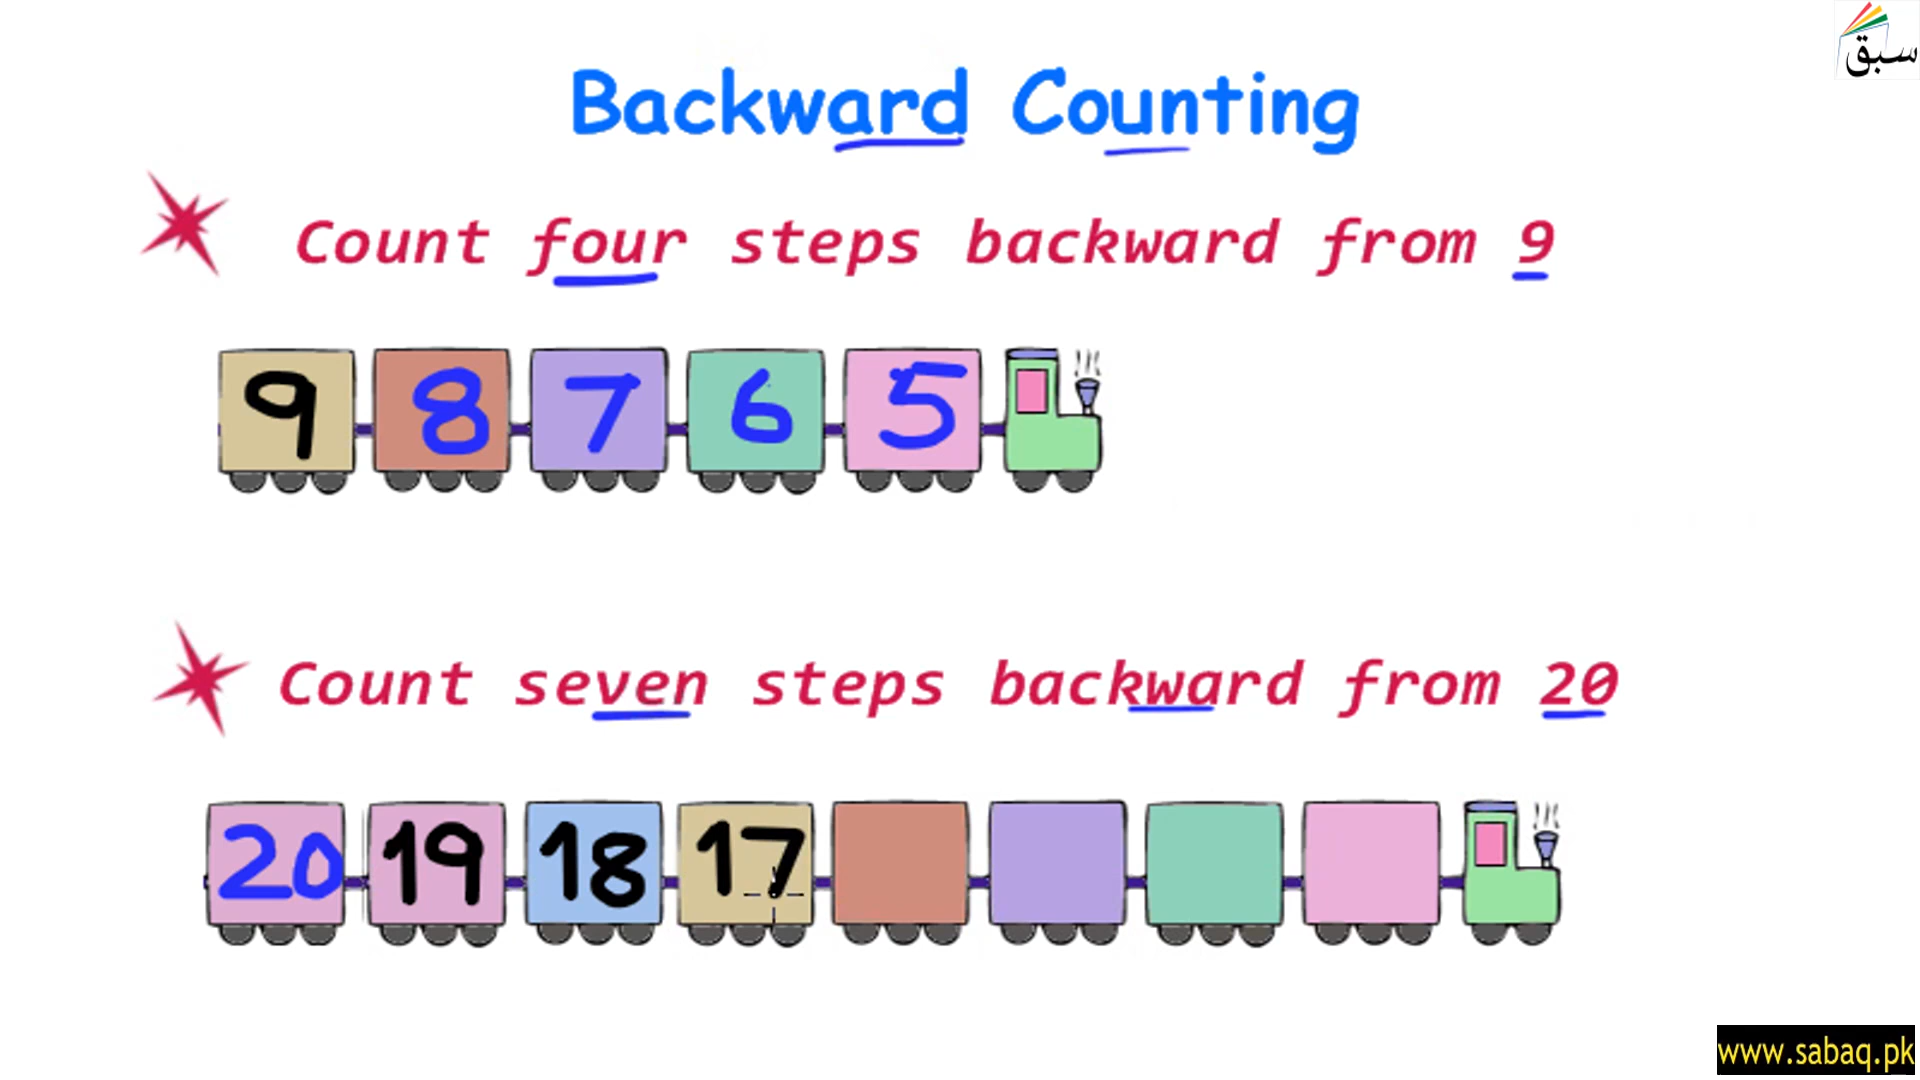 سبق
Backward Counting
Count four steps backward from 9
9 8 7 6 5
Count seven steps backward from 20
20 19 18 17
www.sabaq.pk